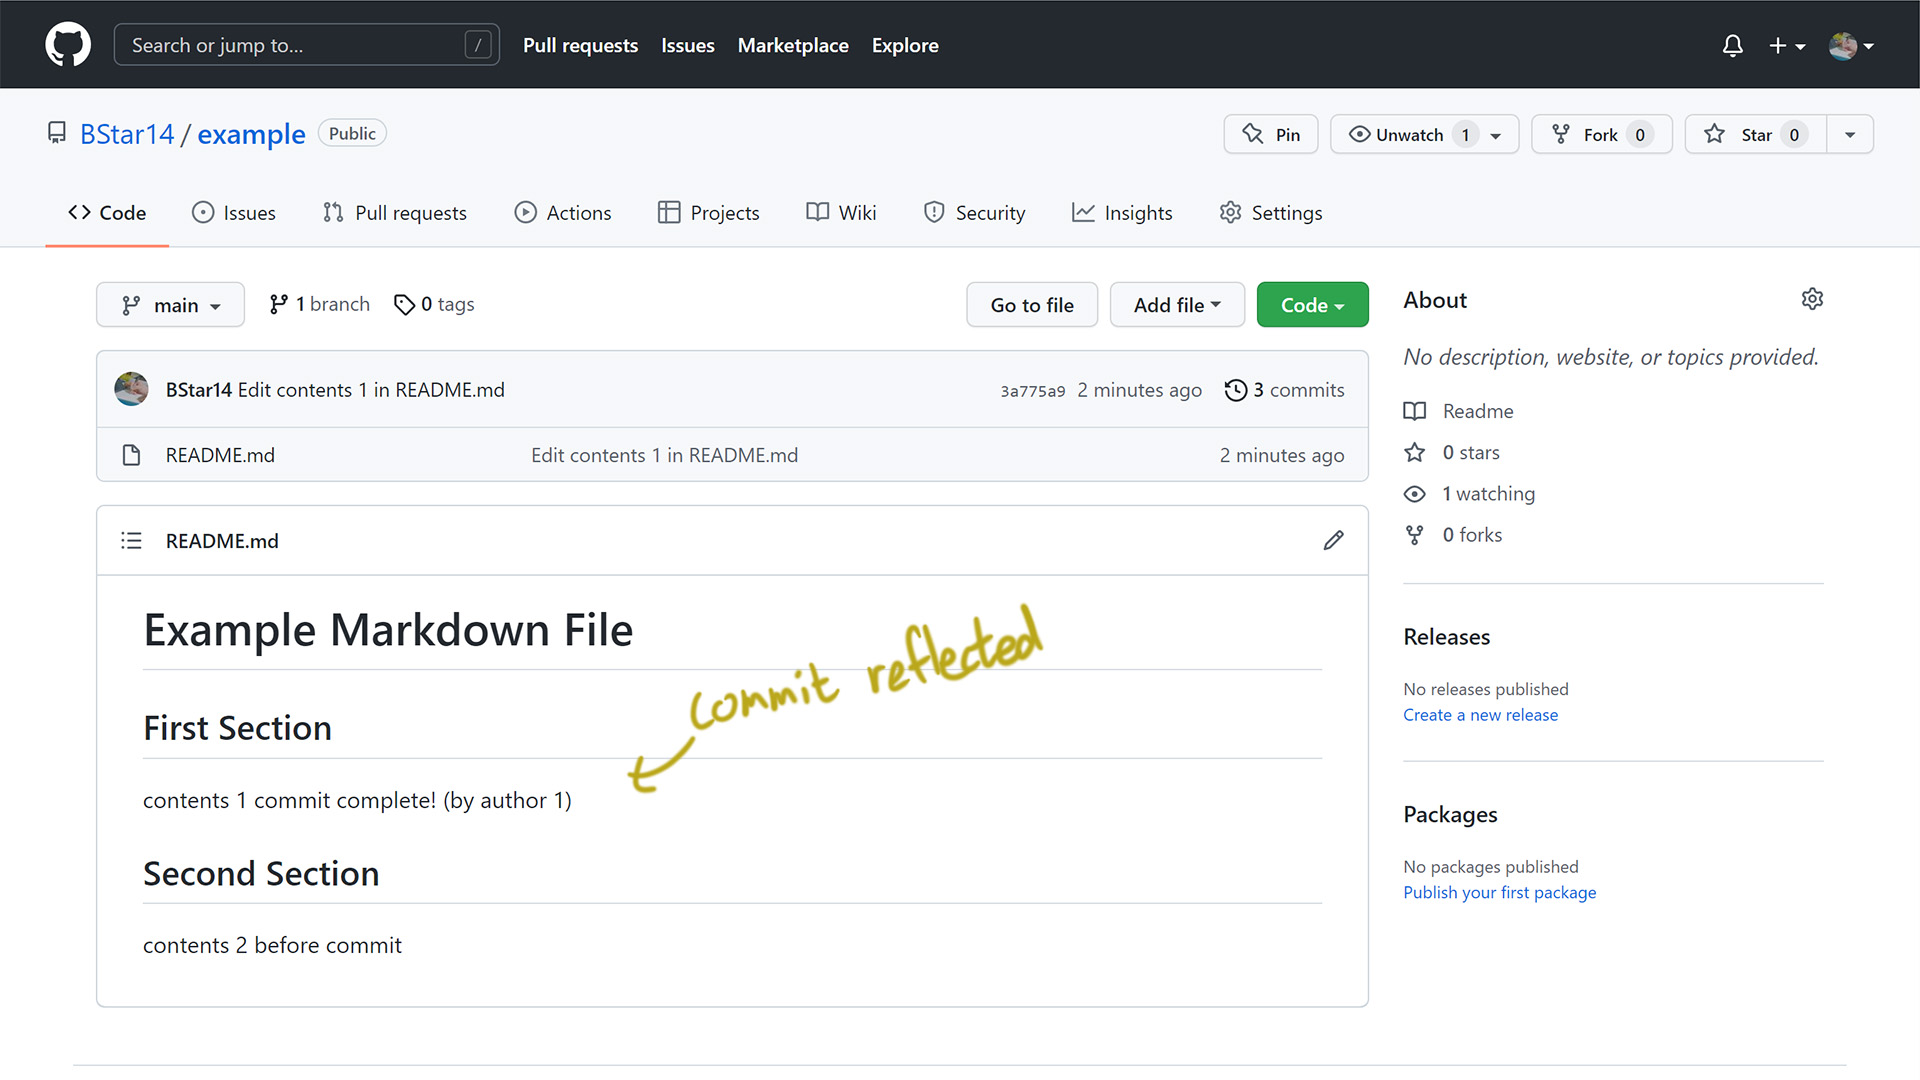 Search or jump to... /
Pull requests Issues Marketplace Explore
BStar14 / example Public
Pin Unwatch 1 Fork 0 Star 0
Code Issues Pull requests Actions Projects Wiki Security Insights Settings
main 1 branch 0 tags
Go to file Add file Code
BStar14 Edit contents 1 in README.md 3a775a9 2 minutes ago 3 commits
README.md Edit contents 1 in README.md 2 minutes ago
README.md
Example Markdown File
commit reflected
First Section
contents 1 commit complete! (by author 1)
Second Section
contents 2 before commit
About
No description, website, or topics provided.
Readme
0 stars
1 watching
0 forks
Releases
No releases published
Create a new release
Packages
No packages published
Publish your first package